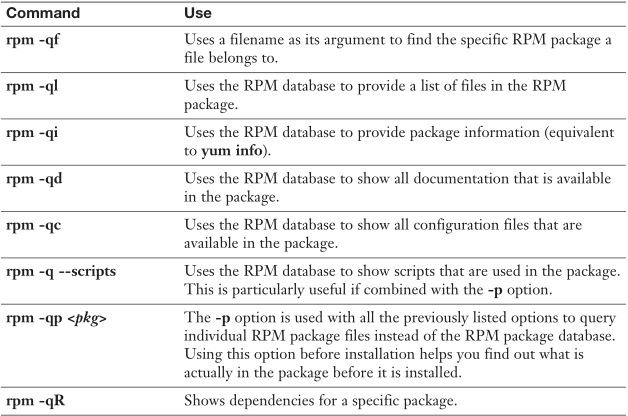 Command Use
rpm -qf Uses a filename as its argument to find the specific RPM package a
file belongs to.
rpm -ql Uses the RPM database to provide a list of files in the RPM
package.
rpm -qi Uses the RPM database to provide package information (equivalent
to yum info).
rpm -qd Uses the RPM database to show all documentation that is available
in the package.
rpm -qc Uses the RPM database to show all configuration files that are
available in the package.
rpm -q --scripts Uses the RPM database to show scripts that are used in the package.
This is particularly useful if combined with the -p option.
rpm -qp <pkg> The -p option is used with all the previously listed options to query
individual RPM package files instead of the RPM package database.
Using this option before installation helps you find out what is
actually in the package before it is installed.
rpm -qR Shows dependencies for a specific package.